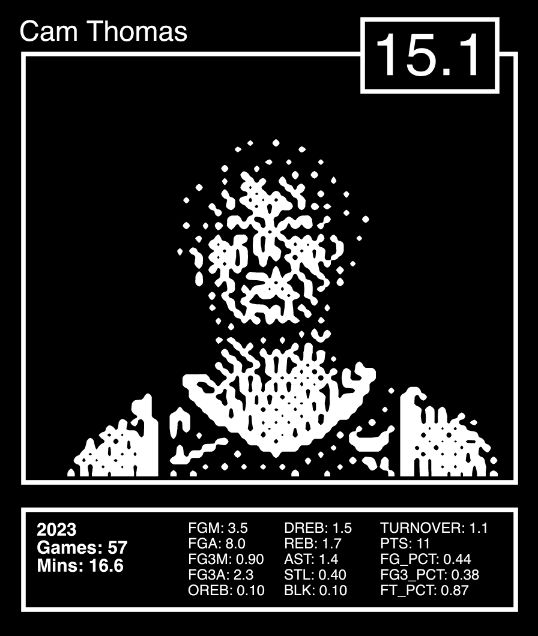 Cam Thomas
15.1
2023
Games: 57
Mins: 16.6
FGM: 3.5
FGA: 8.0
FG3M: 0.90
FG3A: 2.3
OREB: 0.10
DREB: 1.5
REB: 1.7
AST: 1.4
STL: 0.40
BLK: 0.10
TURNOVER: 1.1
PTS: 11
FG_PCT: 0.44
FG3_PCT: 0.38
FT_PCT: 0.87